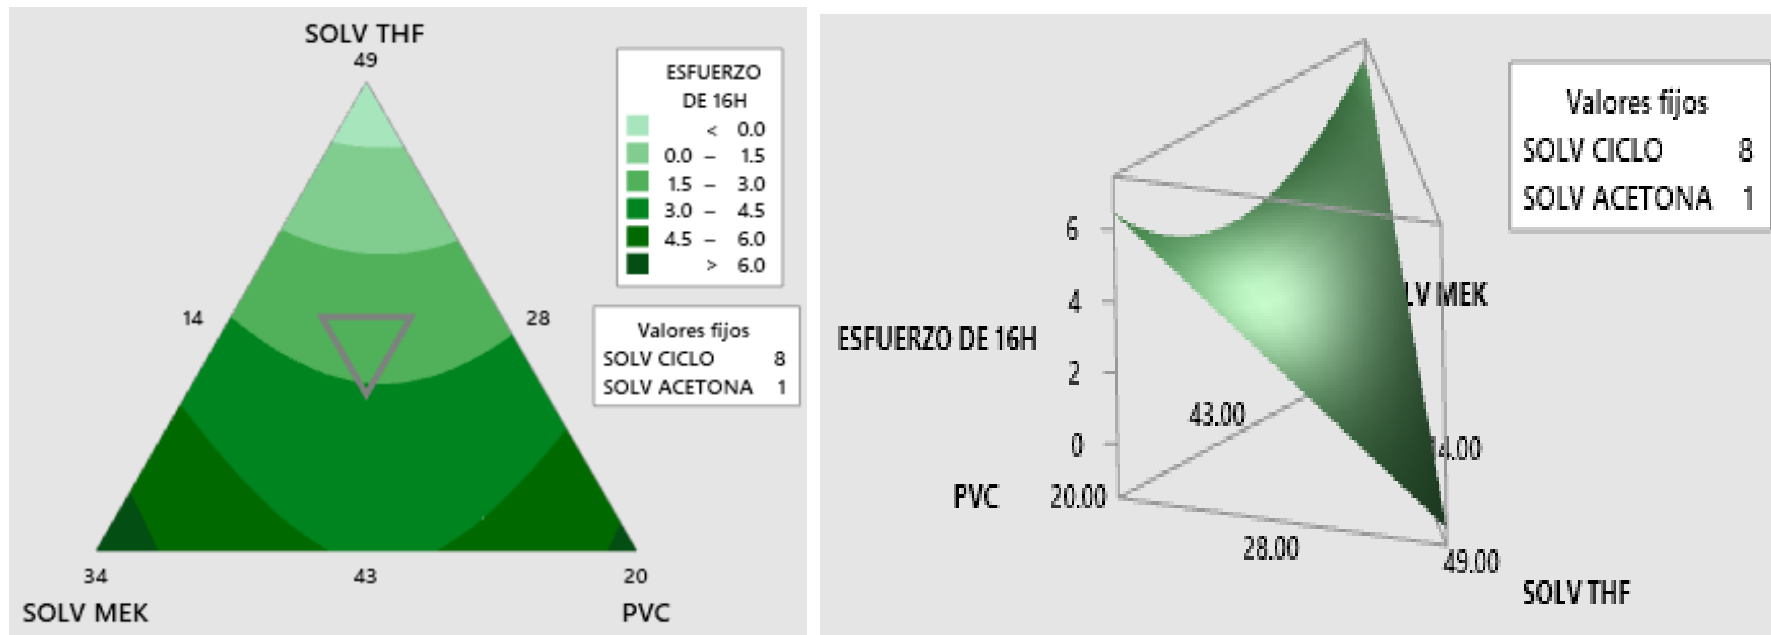 SOLV THF
49
ESFUERZO
DE 16H
< 0.0
0.0 – 1.5
1.5 – 3.0
3.0 – 4.5
4.5 – 6.0
> 6.0
14
28
Valores fijos
SOLV CICLO 8
SOLV ACETONA 1
34
43
20
SOLV MEK
PVC
Valores fijos
SOLV CICLO 8
SOLV ACETONA 1
6
4
LV MEK
ESFUERZO DE 16H
2
43.00
0
4.00
PVC
20.00
28.00
49.00
SOLV THF